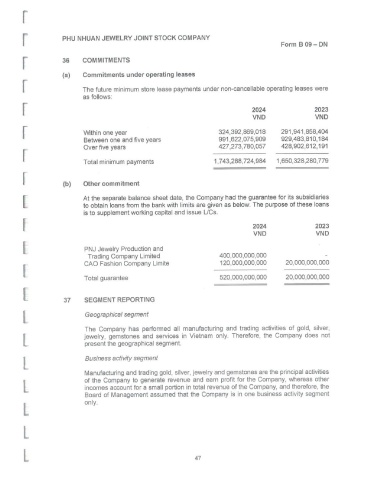 PHU NHUAN JEWELRY JOINT STOCK COMPANY
Form B 09 – DN
36 COMMITMENTS
(a) Commitments under operating leases
The future minimum store lease payments under non-cancellable operating leases were
as follows:
2024 2023
VND VND
Within one year 324,392,869,018 291,941,858,404
Between one and five years 991,622,075,909 929,483,810,184
Over five years 427,273,780,057 428,902,612,191
Total minimum payments 1,743,288,724,984 1,650,328,280,779
(b) Other commitment
At the separate balance sheet date, the Company had the guarantee for its subsidiaries
to obtain loans from the bank with limits are given as below. The purpose of these loans
is to supplement working capital and issue L/Cs.
2024 2023
VND VND
PNJ Jewelry Production and
Trading Company Limited 400,000,000,000 -
CAO Fashion Company Limite 120,000,000,000 20,000,000,000
Total guarantee 520,000,000,000 20,000,000,000
37 SEGMENT REPORTING
Geographical segment
The Company has performed all manufacturing and trading activities of gold, silver,
jewelry, gemstones and services in Vietnam only. Therefore, the Company does not
present the geographical segment.
Business activity segment
Manufacturing and trading gold, silver, jewelry and gemstones are the principal activities
of the Company to generate revenue and earn profit for the Company, whereas other
incomes account for a small portion in total revenue of the Company, and therefore, the
Board of Management assumed that the Company is in one business activity segment
only.
47